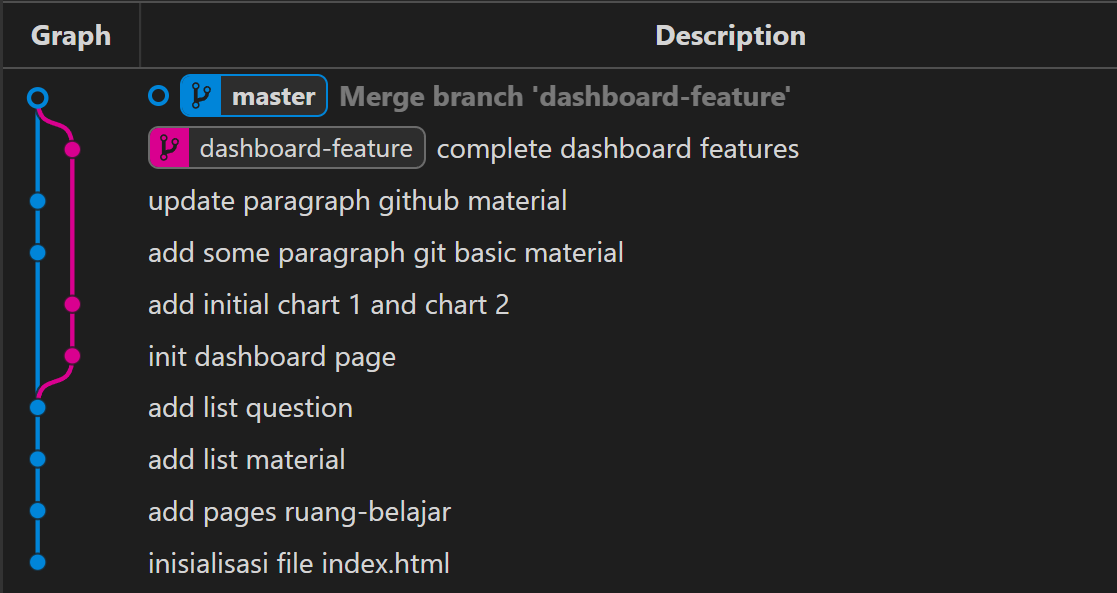 Graph Description
master Merge branch 'dashboard-feature'
dashboard-feature complete dashboard features
update paragraph github material
add some paragraph git basic material
add initial chart 1 and chart 2
init dashboard page
add list question
add list material
add pages ruang-belajar
inisialisasi file index.html